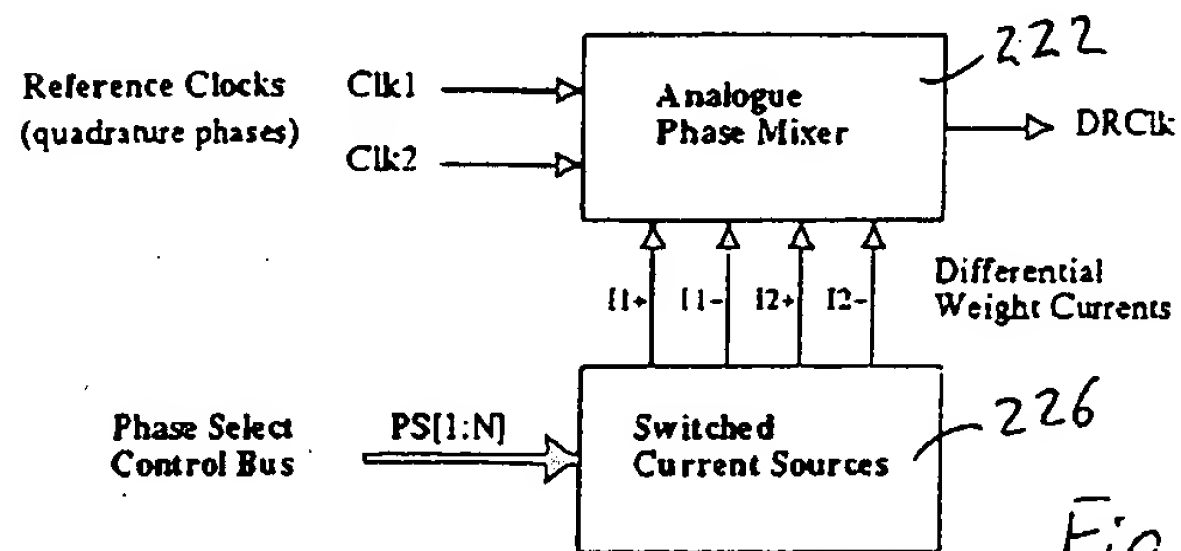 222
Reference Clocks
(quadrature phases)
Clk1
Clk2
Analogue
Phase Mixer
DRClk
I1+
I1-
I2+
I2-
Differential
Weight Currents
Phase Select
Control Bus
PS[1:N]
Switched
Current Sources
226
Fig